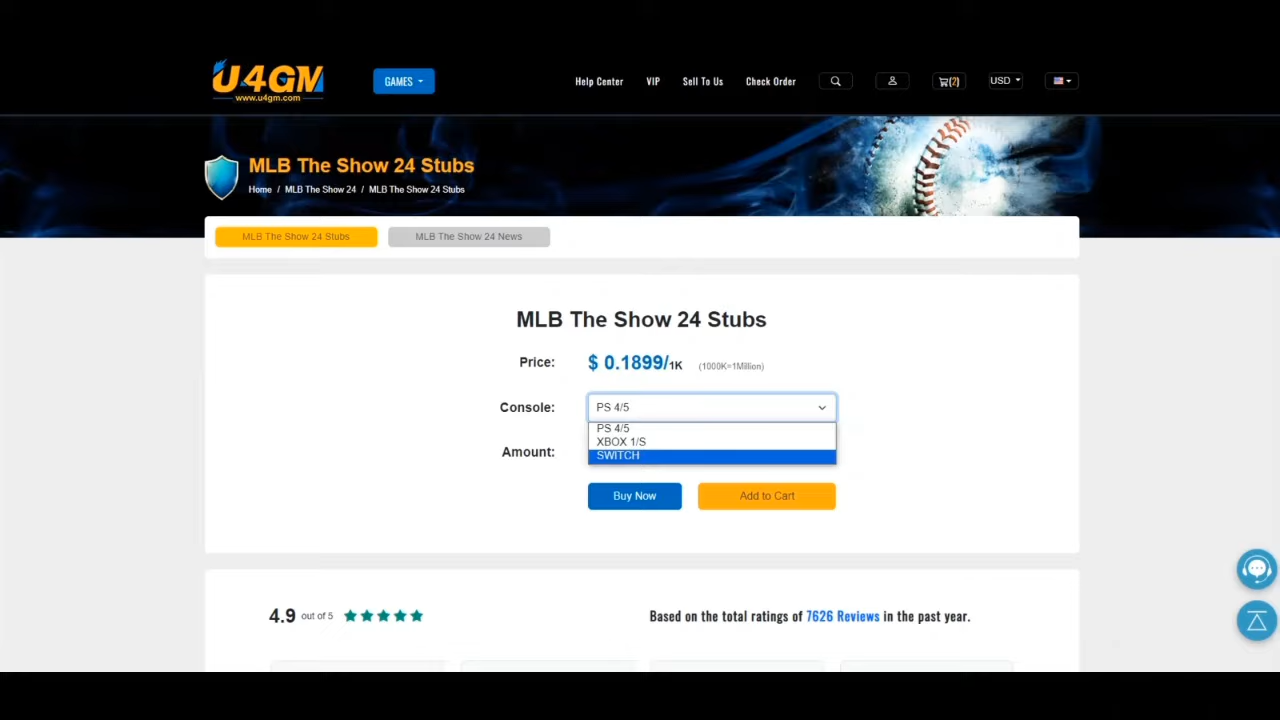 U4GM
www.u4gm.com
GAMES
Help Center
VIP
Sell To Us
Check Order
(2)
USD
MLB The Show 24 Stubs
Home / MLB The Show 24 / MLB The Show 24 Stubs
MLB The Show 24 Stubs
MLB The Show 24 News
MLB The Show 24 Stubs
Price: $ 0.1899/1K (1000K=1Million)
Console: PS 4/5
PS 4/5
XBOX 1/S
Amount:
SWITCH
Buy Now
Add to Cart
4.9 out of 5
Based on the total ratings of 7626 Reviews in the past year.